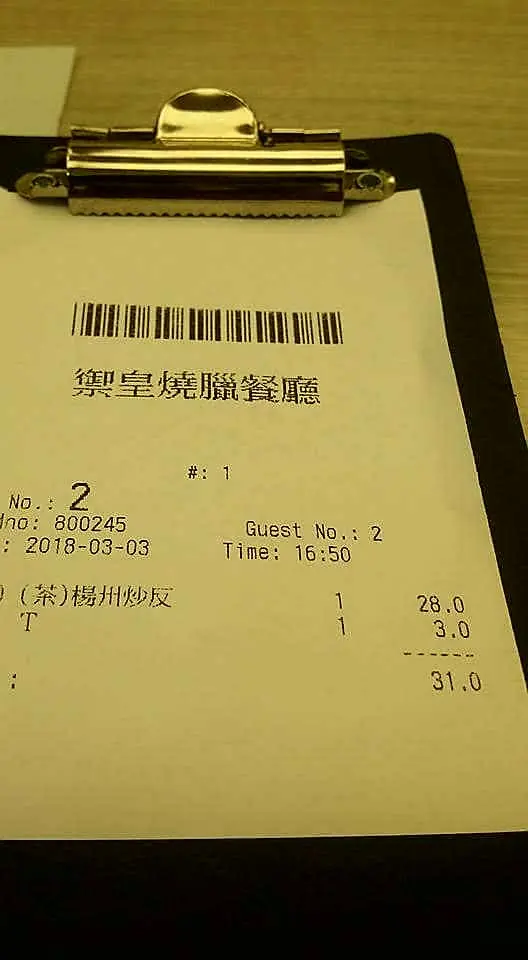 禦皇燒臘餐廳
#: 1
No.: 2
dno: 800245 Guest No.: 2
: 2018-03-03 Time: 16:50
) (茶)楊州炒反 1 28.0
T 1 3.0
------
: 31.0